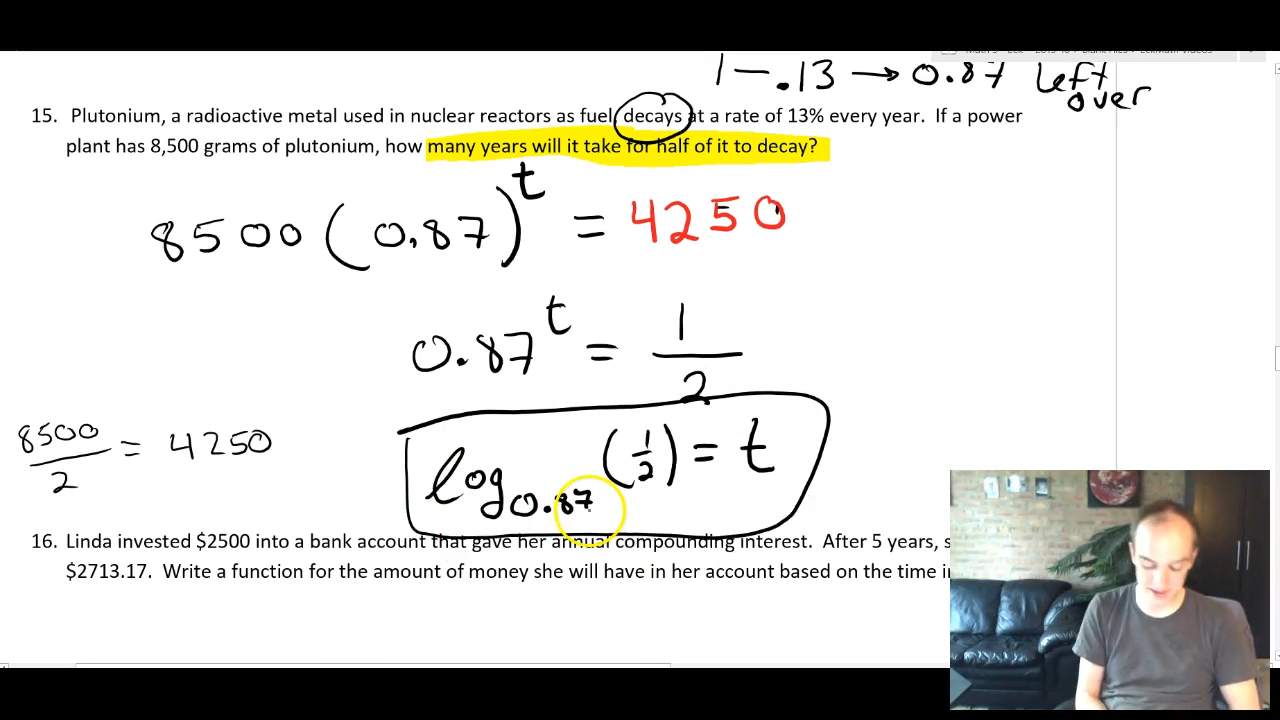 1 - .13 → 0.87 left over
15. Plutonium, a radioactive metal used in nuclear reactors as fuel, decays at a rate of 13% every year. If a power
plant has 8,500 grams of plutonium, how many years will it take for half of it to decay?
8500 (0.87)^t = 4250
0.87^t = 1/2
log_0.87 (1/2) = t
8500/2 = 4250
16. Linda invested $2500 into a bank account that gave her annual compounding interest. After 5 years, s
$2713.17. Write a function for the amount of money she will have in her account based on the time in